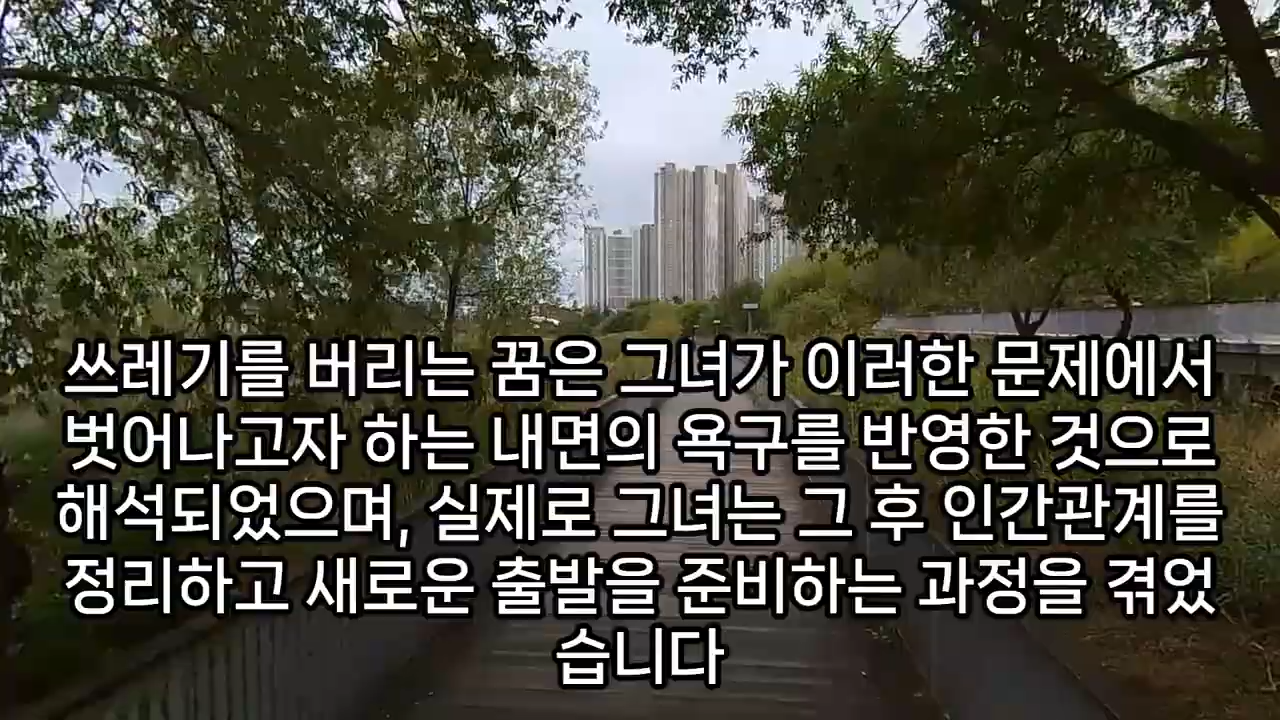 쓰레기를 버리는 꿈은 그녀가 이러한 문제에서
벗어나고자 하는 내면의 욕구를 반영한 것으로
해석되었으며, 실제로 그녀는 그 후 인간관계를
정리하고 새로운 출발을 준비하는 과정을 겪었
습니다